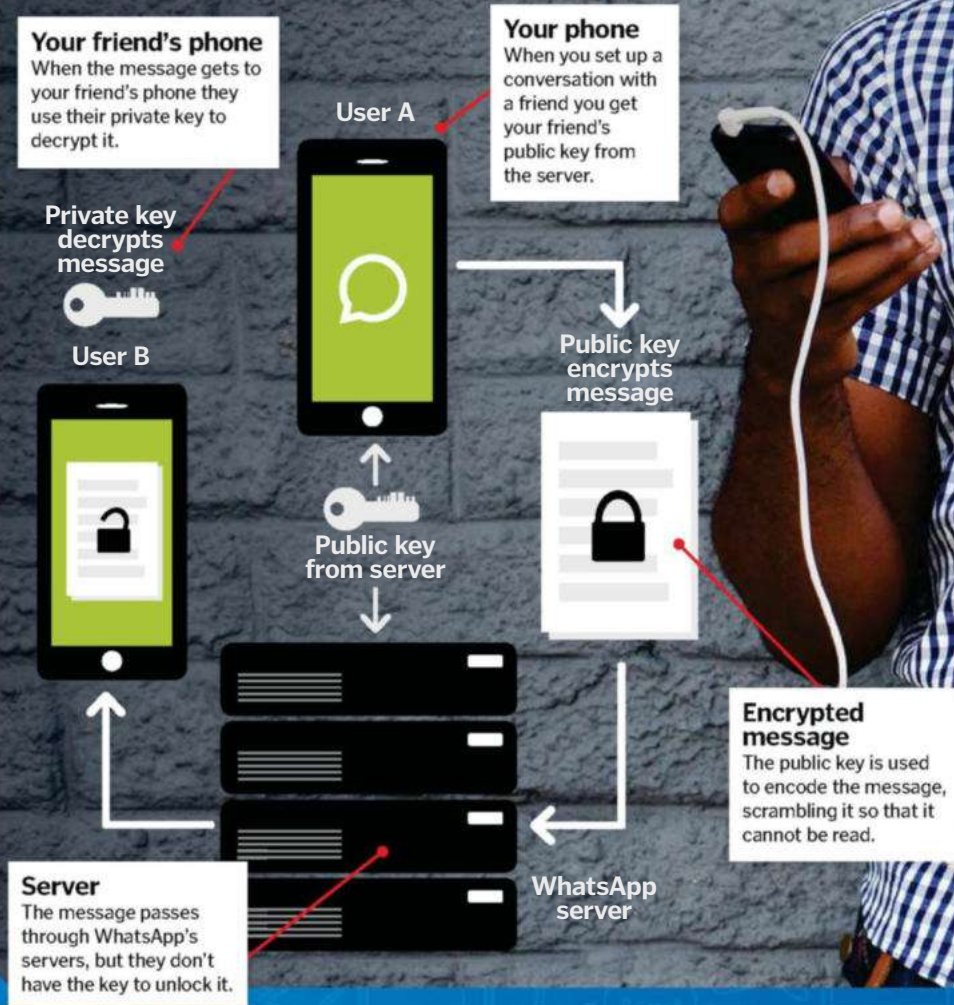 Your friend's phone
When the message gets to
your friend's phone they
use their private key to
decrypt it.
User A
Your phone
When you set up a
conversation with
a friend you get
your friend's
public key from
the server.
Private key
decrypts
message
User B
Public key
encrypts
message
Public key
from server
Encrypted
message
The public key is used
to encode the message,
scrambling it so that it
cannot be read.
Server
The message passes
through WhatsApp's
servers, but they don't
have the key to unlock it.
WhatsApp
server